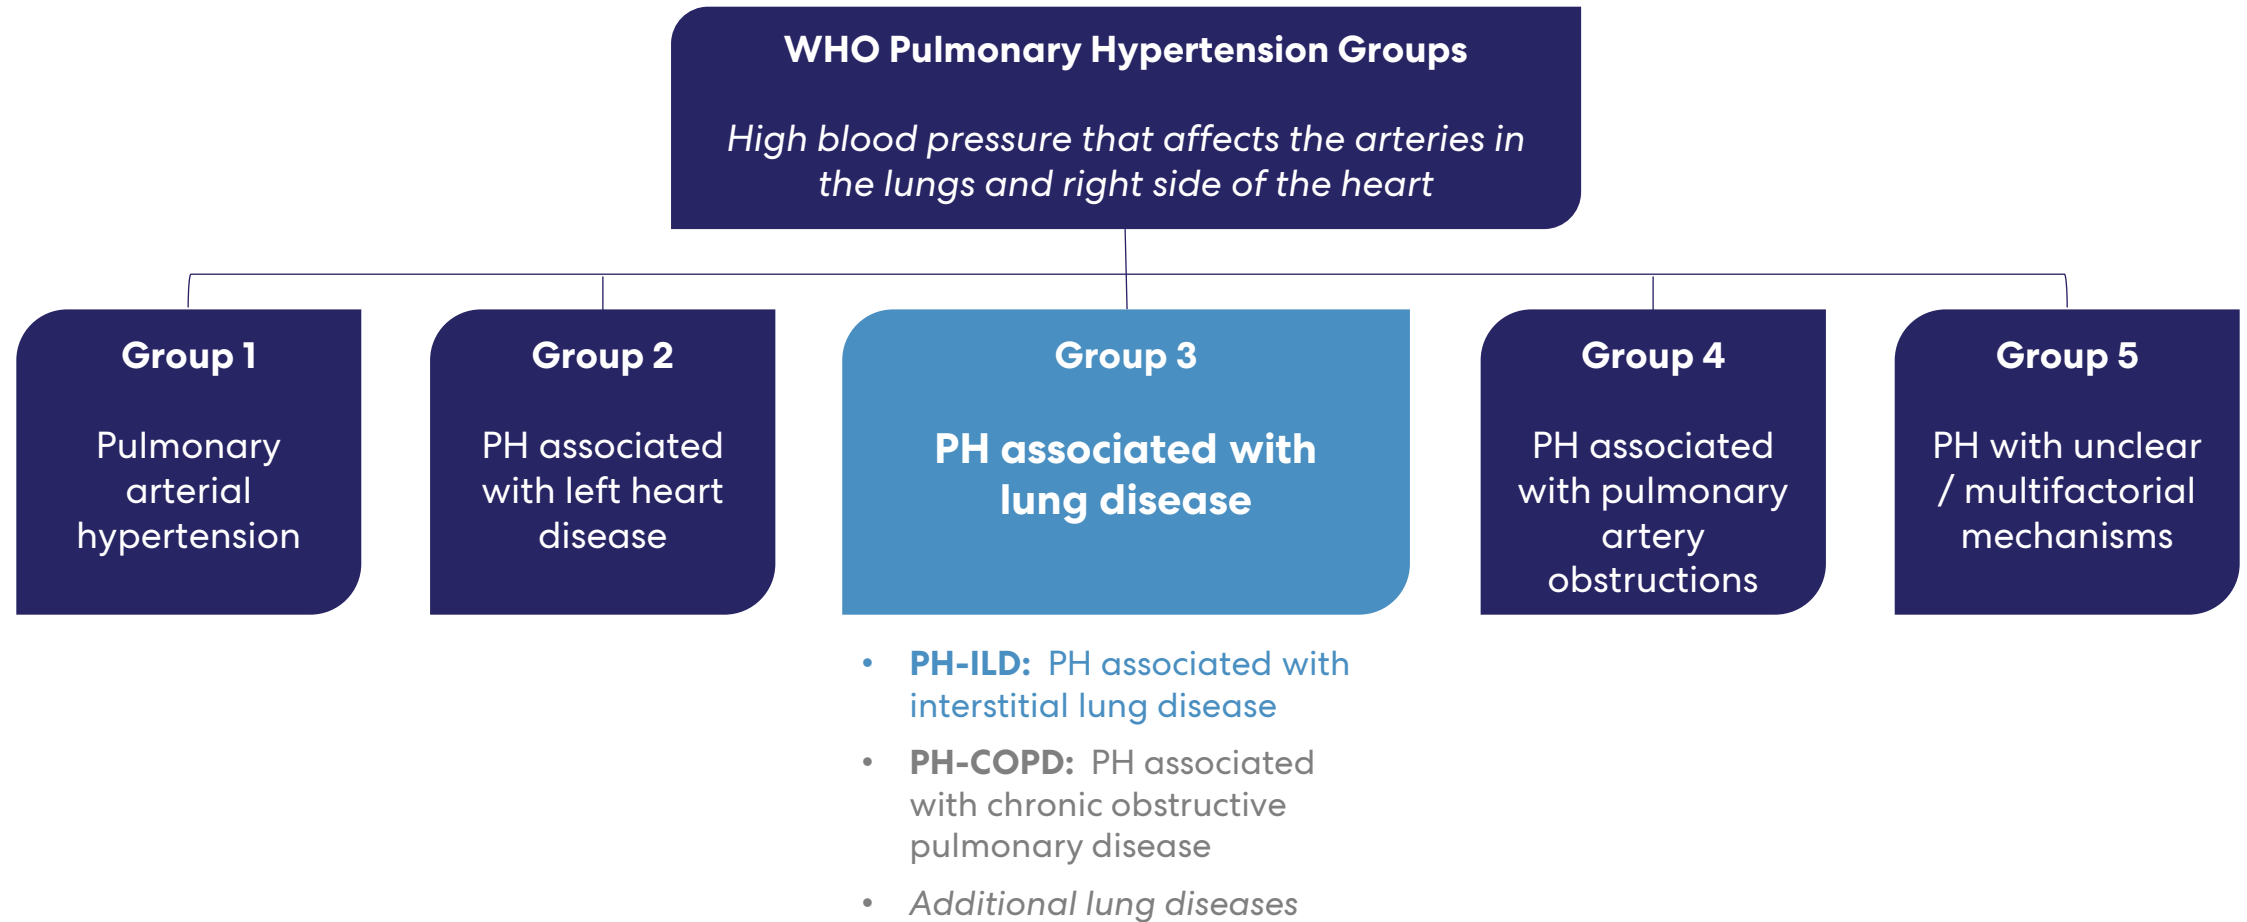 WHO Pulmonary Hypertension Groups
High blood pressure that affects the arteries in
the lungs and right side of the heart
Group 1
Pulmonary
arterial
hypertension
Group 2
PH associated
with left heart
disease
Group 3
PH associated with
lung disease
• PH-ILD: PH associated with
interstitial lung disease
• PH-COPD: PH associated
with chronic obstructive
pulmonary disease
• Additional lung diseases
Group 4
PH associated
with pulmonary
artery
obstructions
Group 5
PH with unclear
/ multifactorial
mechanisms